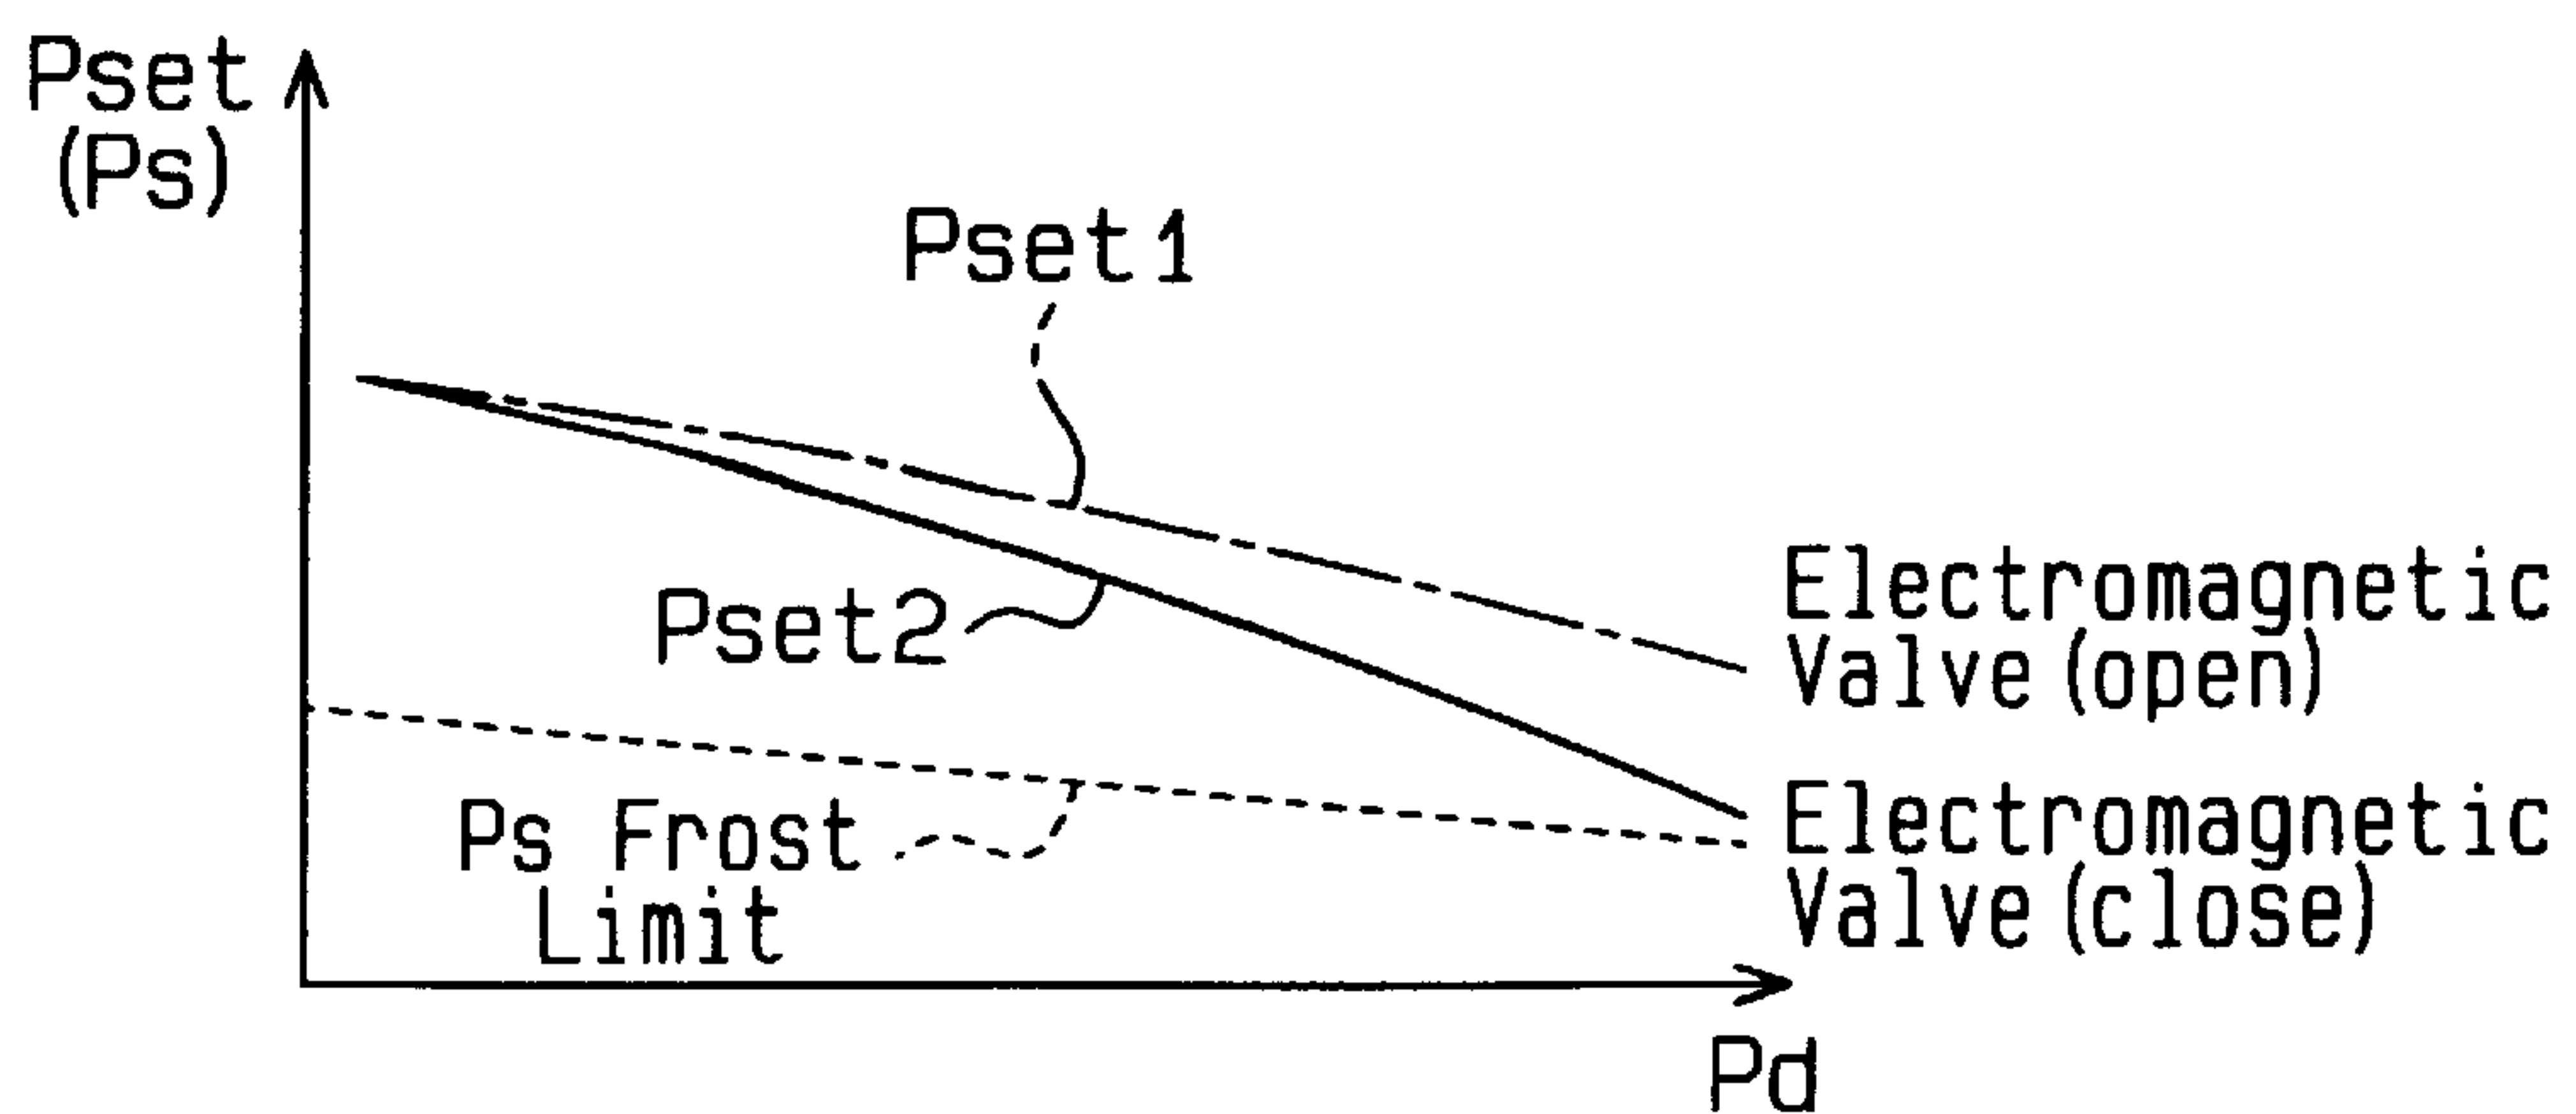 Pset
(Ps)
Pset1
Pset2
Electromagnetic
Valve(open)
Ps Frost
Limit
Electromagnetic
Valve(close)
Pd